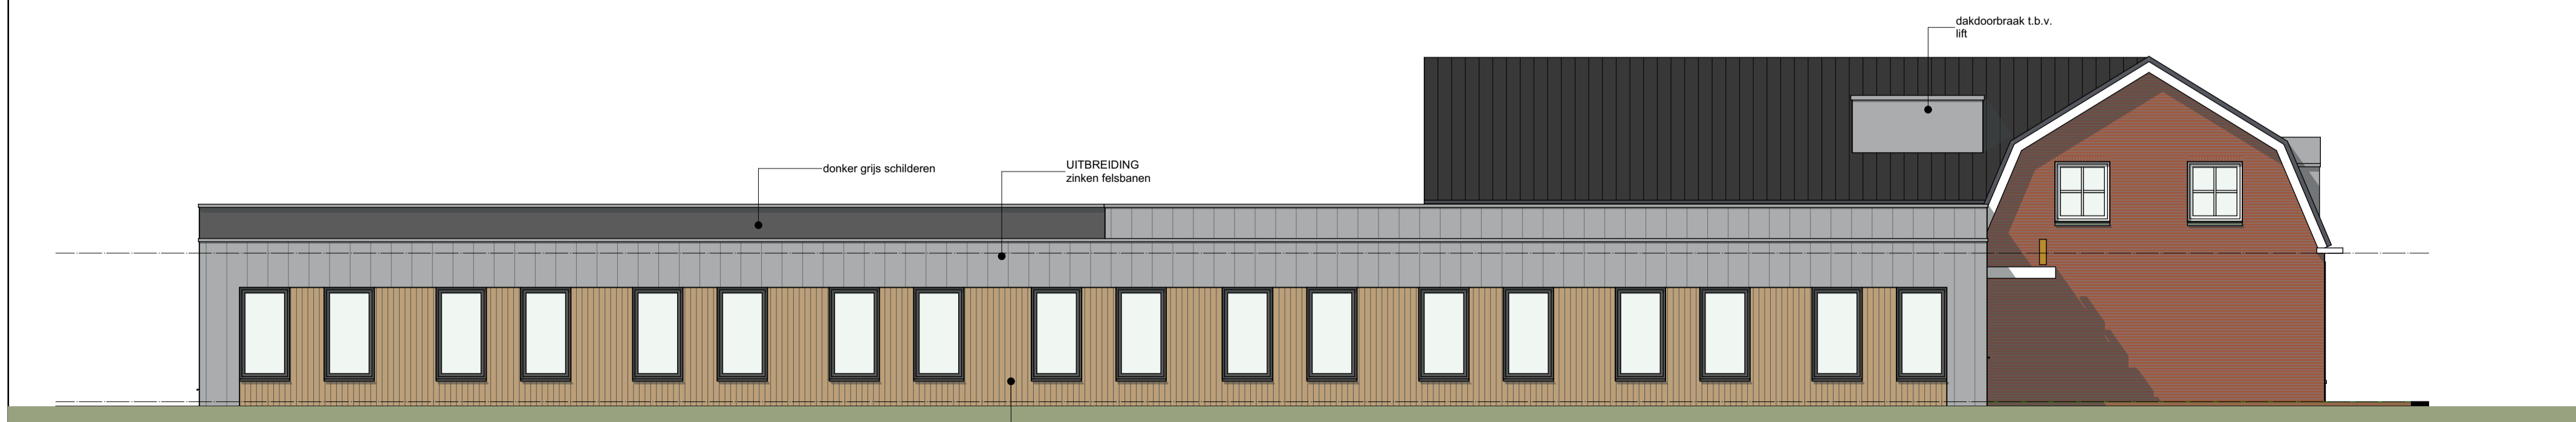 dakdoorbraak t.b.v.
lift
UITBREIDING
zinken felsbanen
donker grijs schilderen